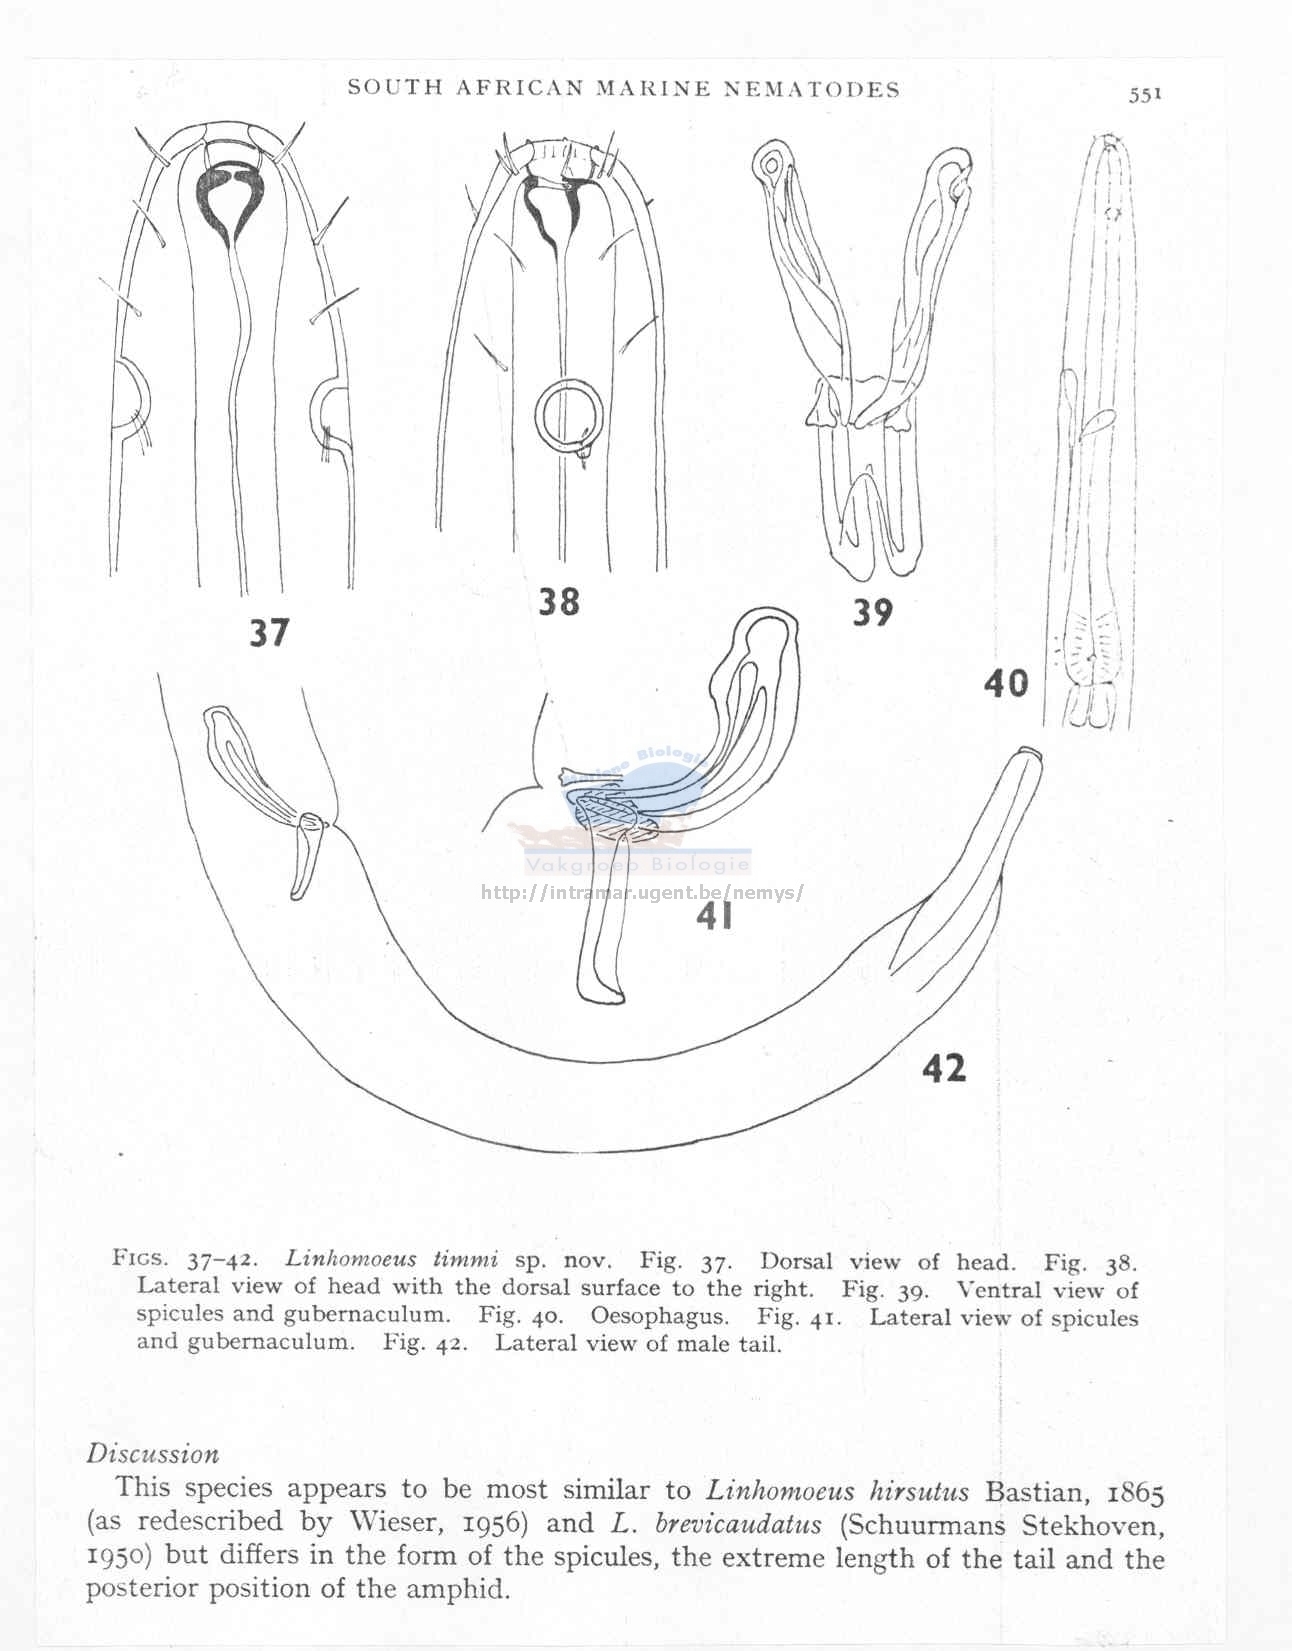 SOUTH AFRICAN MARINE NEMATODES 551
37
38
39
40
Mariene Biologie
Vakgroep Biologie
http://intramar.ugent.be/nemys/
41
42
FIGS. 37–42. Linhomoeus timmi sp. nov. Fig. 37. Dorsal view of head. Fig. 38.
Lateral view of head with the dorsal surface to the right. Fig. 39. Ventral view of
spicules and gubernaculum. Fig. 40. Oesophagus. Fig. 41. Lateral view of spicules
and gubernaculum. Fig. 42. Lateral view of male tail.
Discussion
This species appears to be most similar to Linhomoeus hirsutus Bastian, 1865
(as redescribed by Wieser, 1956) and L. brevicaudatus (Schuurmans Stekhoven,
1950) but differs in the form of the spicules, the extreme length of the tail and the
posterior position of the amphid.